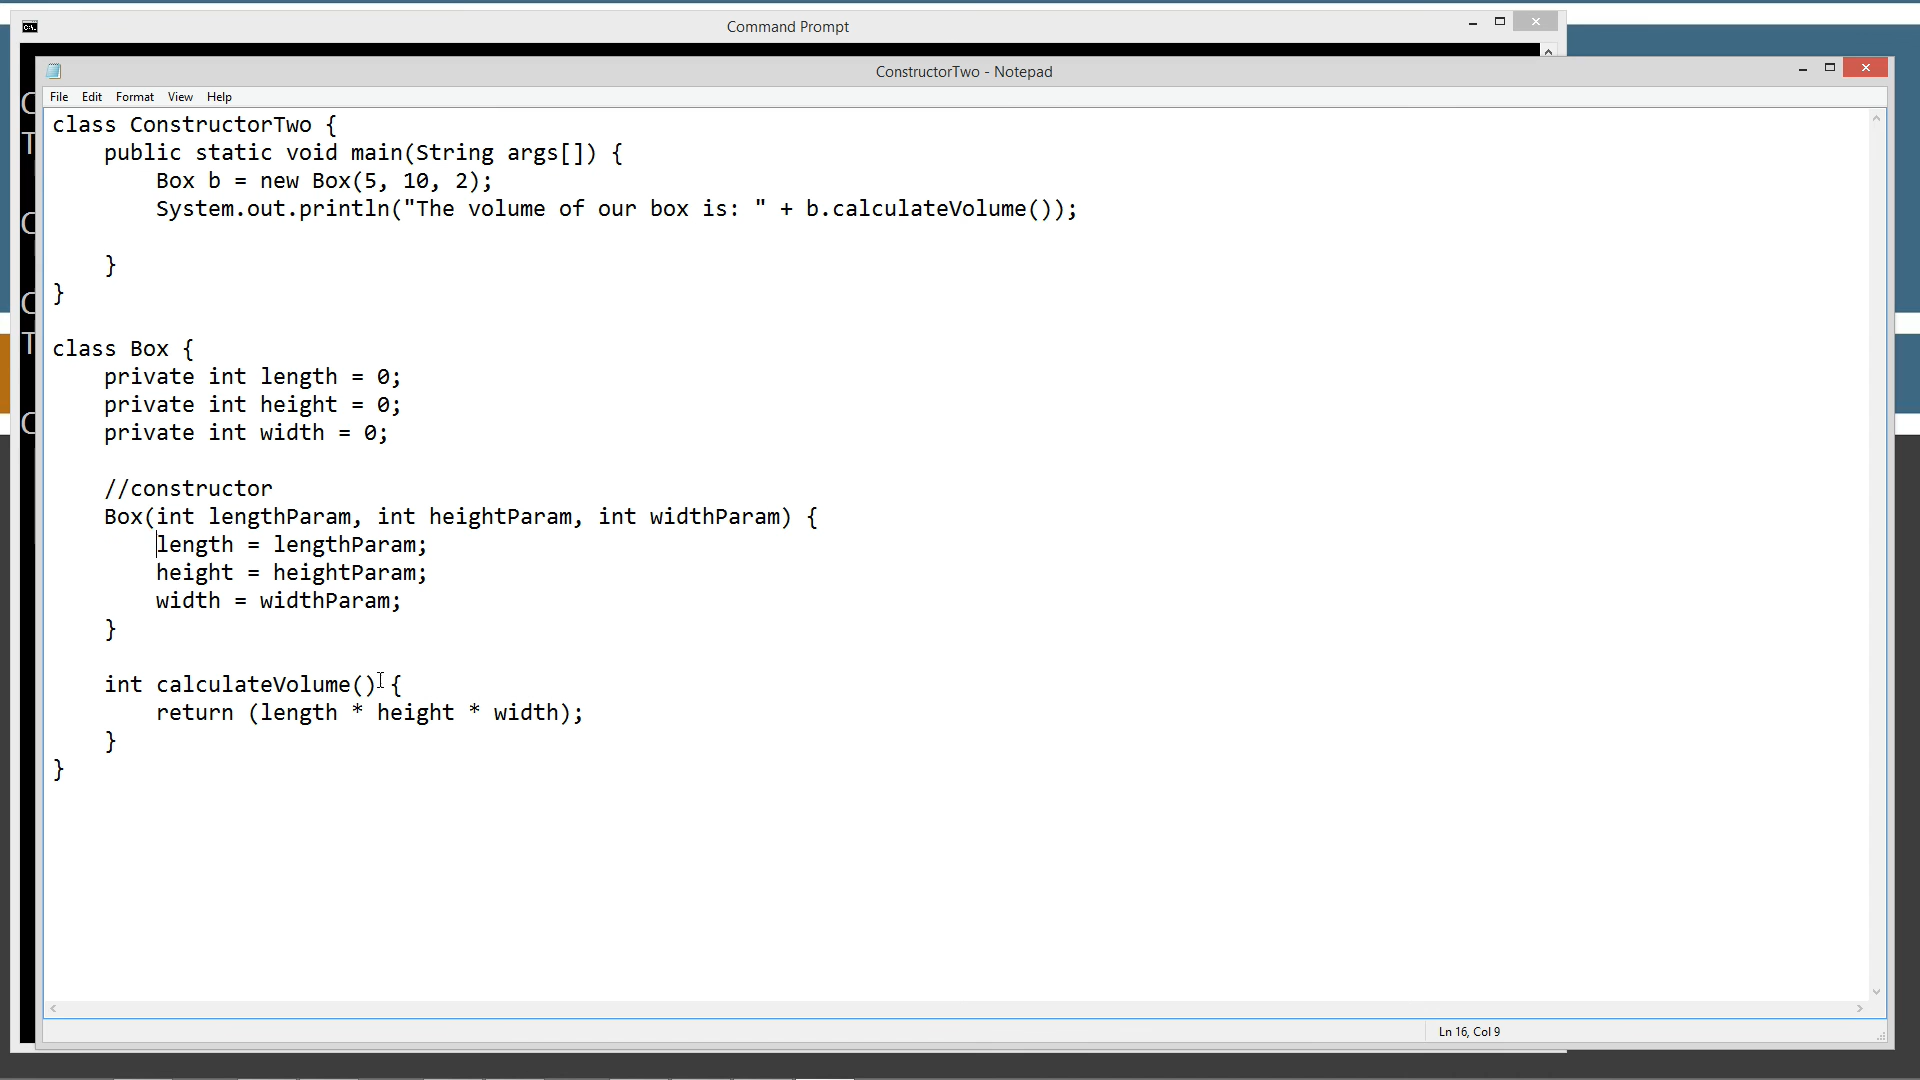 Command Prompt
ConstructorTwo - Notepad
File Edit Format View Help
class ConstructorTwo {
    public static void main(String args[]) {
        Box b = new Box(5, 10, 2);
        System.out.println("The volume of our box is: " + b.calculateVolume());
    }
}
class Box {
    private int length = 0;
    private int height = 0;
    private int width = 0;
    //constructor
    Box(int lengthParam, int heightParam, int widthParam) {
        length = lengthParam;
        height = heightParam;
        width = widthParam;
    }
    int calculateVolume() {
        return (length * height * width);
    }
}
Ln 16, Col 9